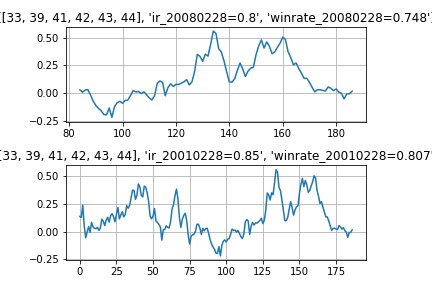 [33, 39, 41, 42, 43, 44], 'ir_20080228=0.8', 'winrate_20080228=0.748'
0.50
0.25
0.00
−0.25
80 100 120 140 160 180
[33, 39, 41, 42, 43, 44], 'ir_20010228=0.85', 'winrate_20010228=0.807'
0.50
0.25
0.00
−0.25
0 25 50 75 100 125 150 175